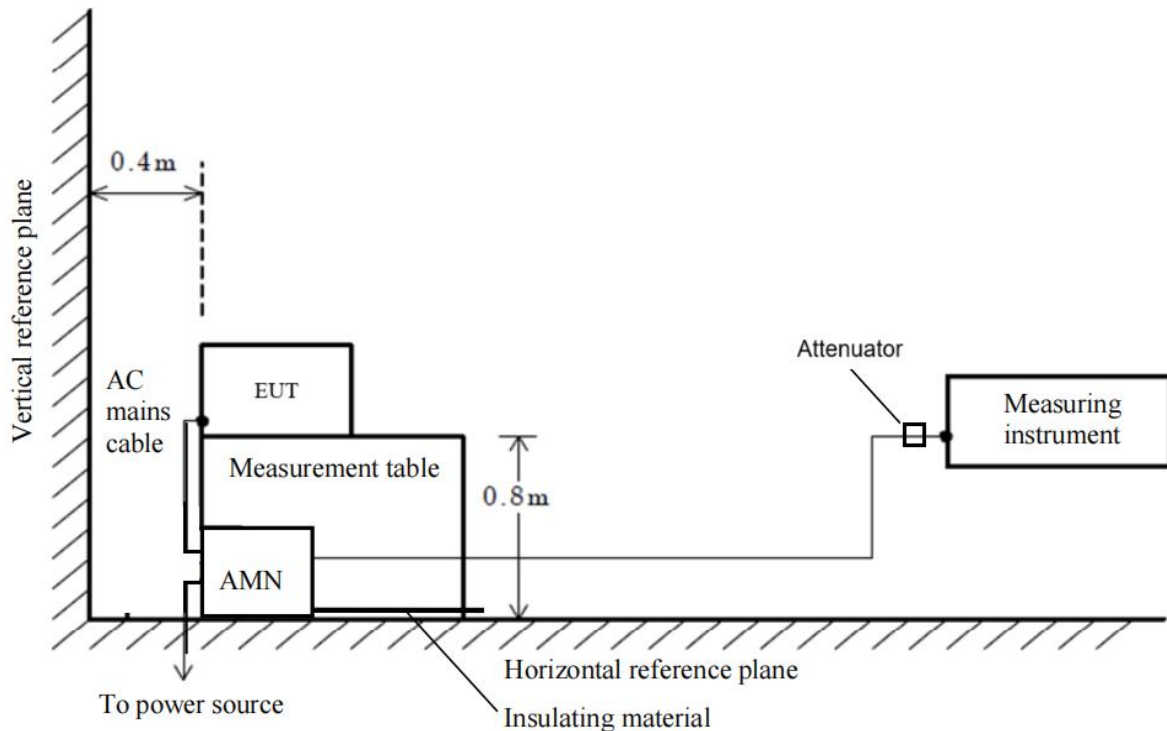 0.4m
Vertical reference plane
AC
mains
cable
EUT
Attenuator
Measuring
instrument
Measurement table
0.8m
AMN
Horizontal reference plane
To power source
Insulating material